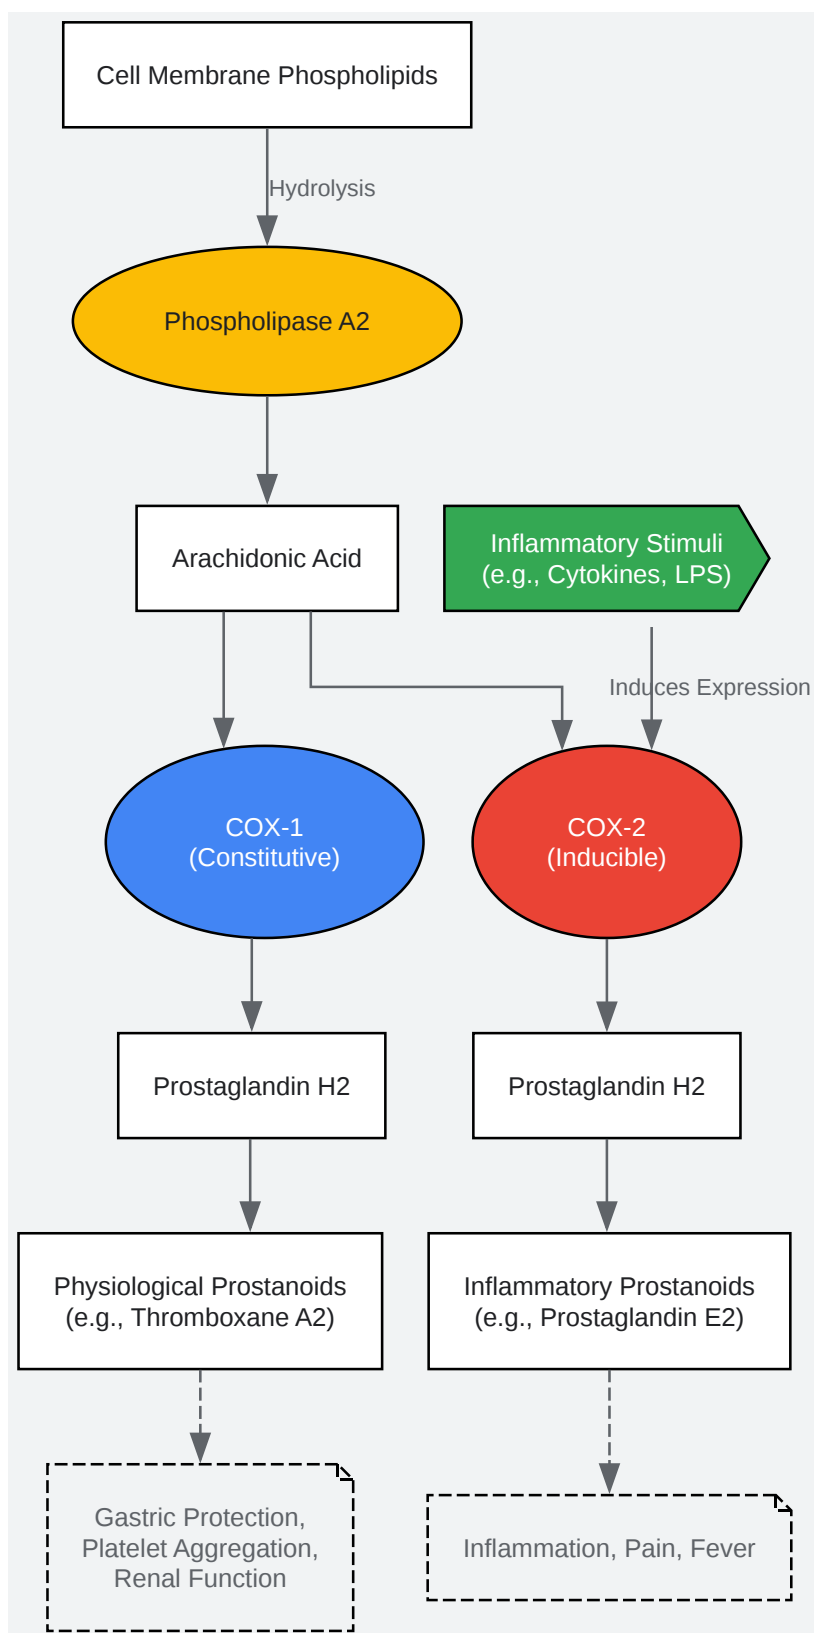 Cell Membrane Phospholipids
Hydrolysis
Phospholipase A2
Arachidonic Acid
Inflammatory Stimuli
(e.g., Cytokines, LPS)
Induces Expression
COX-1
(Constitutive)
COX-2
(Inducible)
Prostaglandin H2
Prostaglandin H2
Physiological Prostanoids
(e.g., Thromboxane A2)
Inflammatory Prostanoids
(e.g., Prostaglandin E2)
Gastric Protection,
Platelet Aggregation,
Renal Function
Inflammation, Pain, Fever